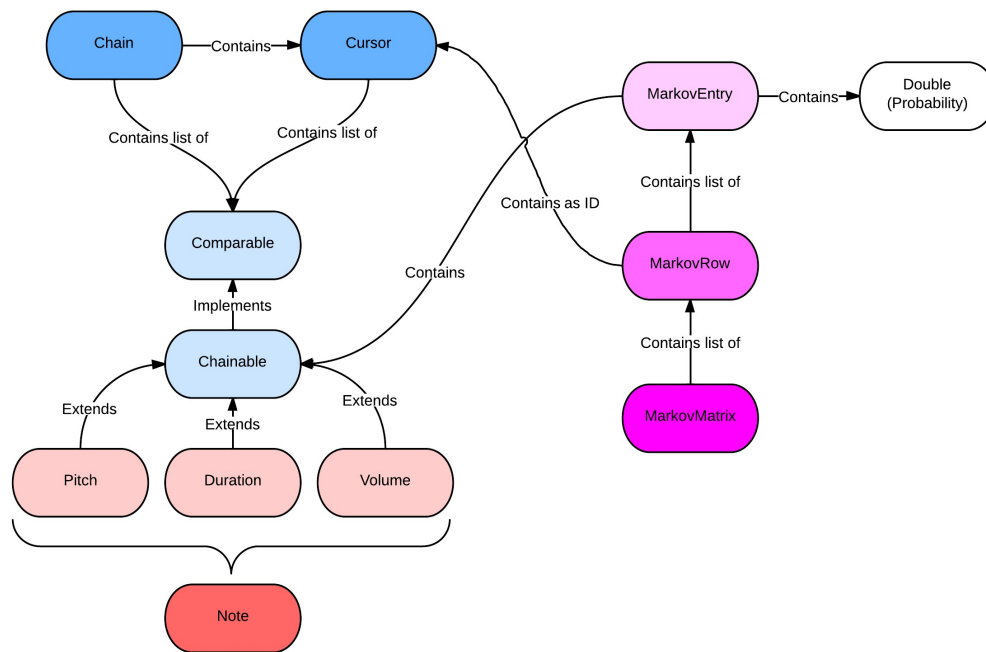 Chain
Contains
Cursor
MarkovEntry
Contains
Double
(Probability)
Contains list of
Contains list of
Contains list of
Contains as ID
Comparable
MarkovRow
Contains
Implements
Contains list of
Chainable
Extends
Extends
Extends
MarkovMatrix
Pitch
Duration
Volume
Note